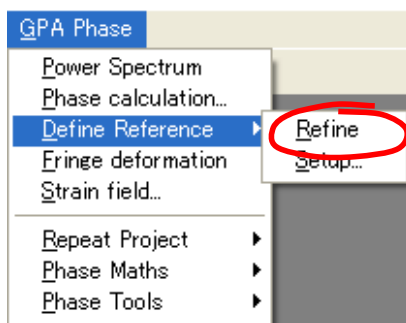 GPA Phase
Power Spectrum
Phase calculation...
Define Reference
Refine
Fringe deformation
Setup...
Strain field...
Repeat Project
Phase Maths
Phase Tools